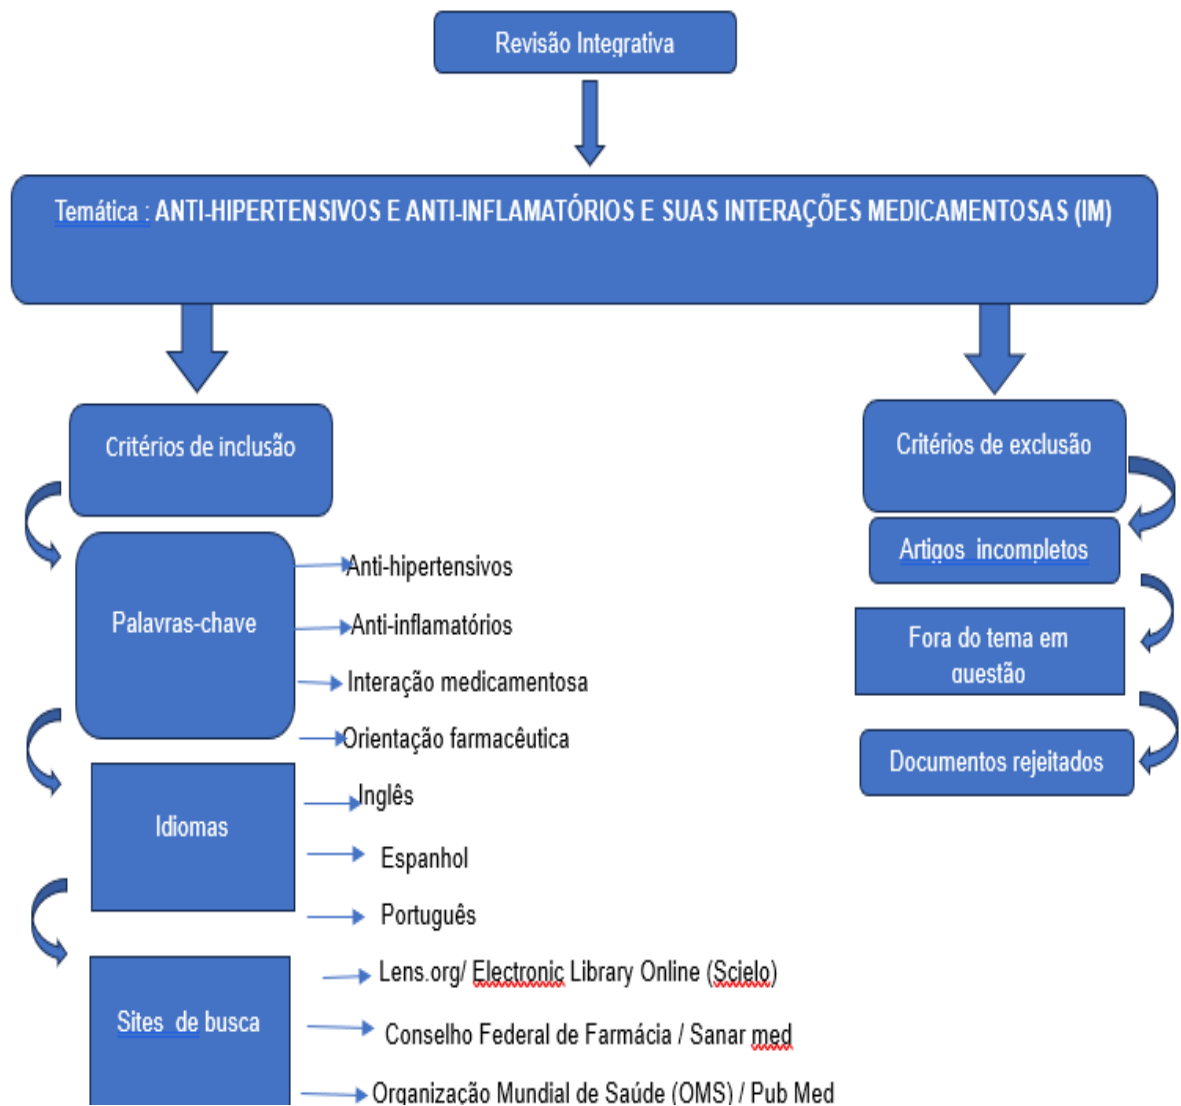 Revisão Integrativa
Temática : ANTI-HIPERTENSIVOS E ANTI-INFLAMATÓRIOS E SUAS INTERAÇÕES MEDICAMENTOSAS (IM)
Critérios de inclusão
Palavras-chave
Anti-hipertensivos
Anti-inflamatórios
Interação medicamentosa
Orientação farmacêutica
Idiomas
Inglês
Espanhol
Português
Sites de busca
Lens.org/ Electronic Library Online (Scielo)
Conselho Federal de Farmácia / Sanar med
Organização Mundial de Saúde (OMS) / Pub Med
Critérios de exclusão
Artigos incompletos
Fora do tema em
questão
Documentos rejeitados